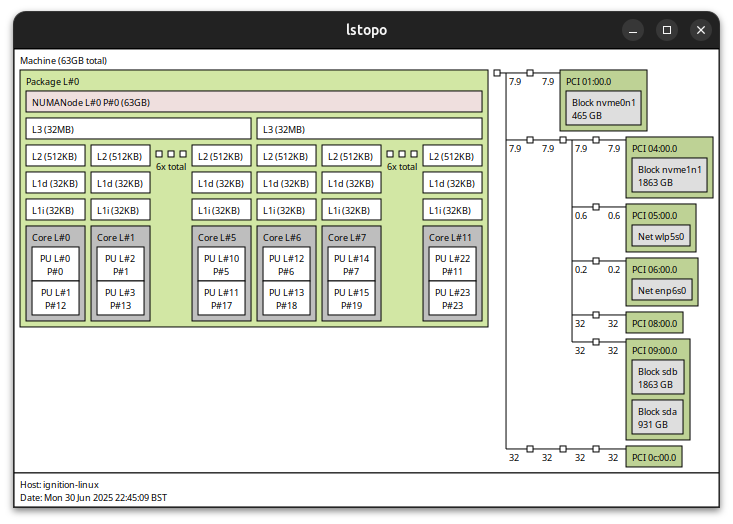 lstopo
Machine (63GB total)
Package L#0
NUMANode L#0 P#0 (63GB)
L3 (32MB)
L3 (32MB)
L2 (512KB)
L2 (512KB)
6x total
L2 (512KB)
L2 (512KB)
L2 (512KB)
6x total
L2 (512KB)
L1d (32KB)
L1d (32KB)
L1d (32KB)
L1d (32KB)
L1d (32KB)
L1d (32KB)
L1i (32KB)
L1i (32KB)
L1i (32KB)
L1i (32KB)
L1i (32KB)
L1i (32KB)
Core L#0
PU L#0
P#0
PU L#1
P#12
Core L#1
PU L#2
P#1
PU L#3
P#13
Core L#5
PU L#10
P#5
PU L#11
P#17
Core L#6
PU L#12
P#6
PU L#13
P#18
Core L#7
PU L#14
P#7
PU L#15
P#19
Core L#11
PU L#22
P#11
PU L#23
P#23
7.9
7.9
PCI 01:00.0
Block nvme0n1
465 GB
7.9
7.9
7.9
7.9
PCI 04:00.0
Block nvme1n1
1863 GB
0.6
0.6
PCI 05:00.0
Net wlp5s0
0.2
0.2
PCI 06:00.0
Net enp6s0
32
32
PCI 08:00.0
32
32
PCI 09:00.0
Block sdb
1863 GB
Block sda
931 GB
32
32
32
32
PCI 0c:00.0
Host: ignition-linux
Date: Mon 30 Jun 2025 22:45:09 BST